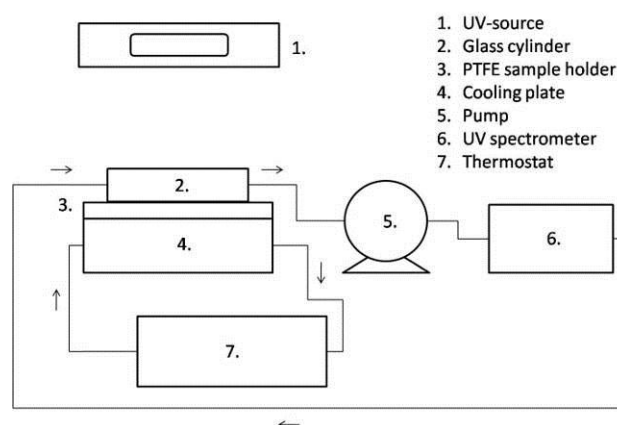 1.
1. UV-source
2. Glass cylinder
3. PTFE sample holder
4. Cooling plate
5. Pump
6. UV spectrometer
7. Thermostat
2.
3.
4.
5.
6.
7.